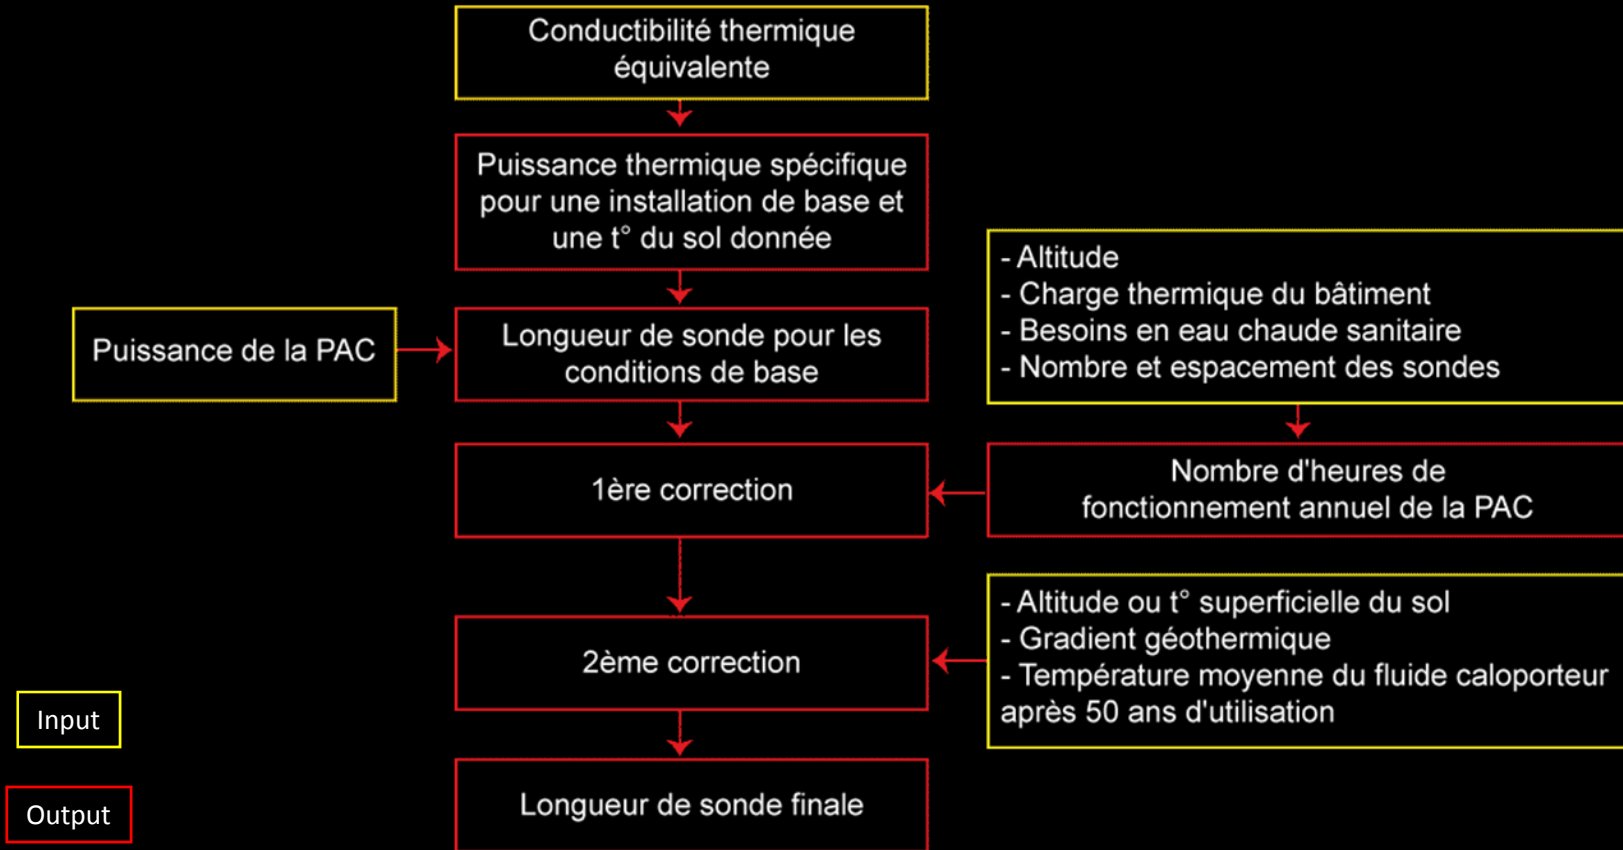 Conductibilité thermique
équivalente
Puissance thermique spécifique
pour une installation de base et
une t° du sol donnée
Puissance de la PAC
Longueur de sonde pour les
conditions de base
- Altitude
- Charge thermique du bâtiment
- Besoins en eau chaude sanitaire
- Nombre et espacement des sondes
1ère correction
Nombre d'heures de
fonctionnement annuel de la PAC
2ème correction
- Altitude ou t° superficielle du sol
- Gradient géothermique
- Température moyenne du fluide caloporteur
après 50 ans d'utilisation
Input
Output
Longueur de sonde finale